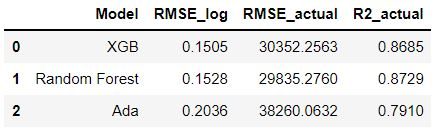 Model RMSE_log RMSE_actual R2_actual
0 XGB 0.1505 30352.2563 0.8685
1 Random Forest 0.1528 29835.2760 0.8729
2 Ada 0.2036 38260.0632 0.7910